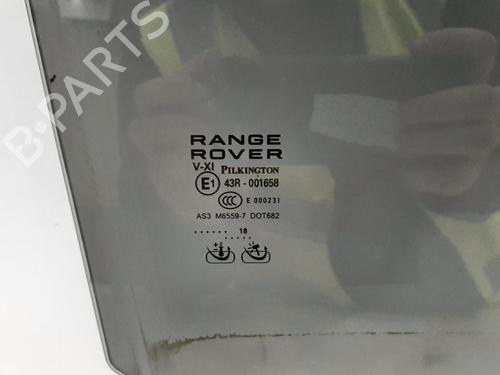 B-PARTS
RANGE
ROVER
V-XI PILKINGTON
E1 43R - 001658
CCC E 000231
AS3 M6559-7 DOT682
...... 18 ......